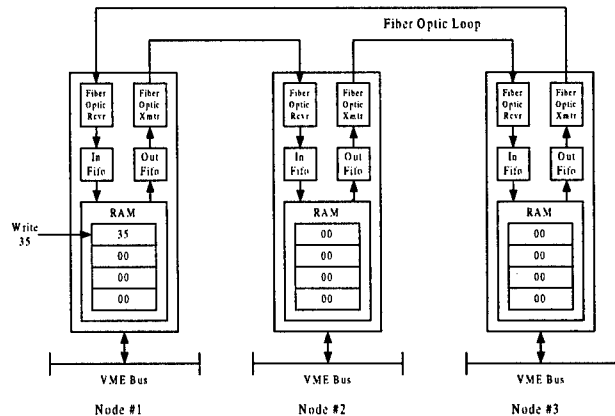 Fiber Optic Loop
Fiber Optic Rcvr
Fiber Optic Xmtr
Fiber Optic Rcvr
Fiber Optic Xmtr
Fiber Optic Rcvr
Fiber Optic Xmtr
In Fifo
Out Fifo
In Fifo
Out Fifo
In Fifo
Out Fifo
RAM
RAM
RAM
Write 35
35
00
00
00
00
00
00
00
00
00
00
00
VME Bus
VME Bus
VME Bus
Node #1
Node #2
Node #3